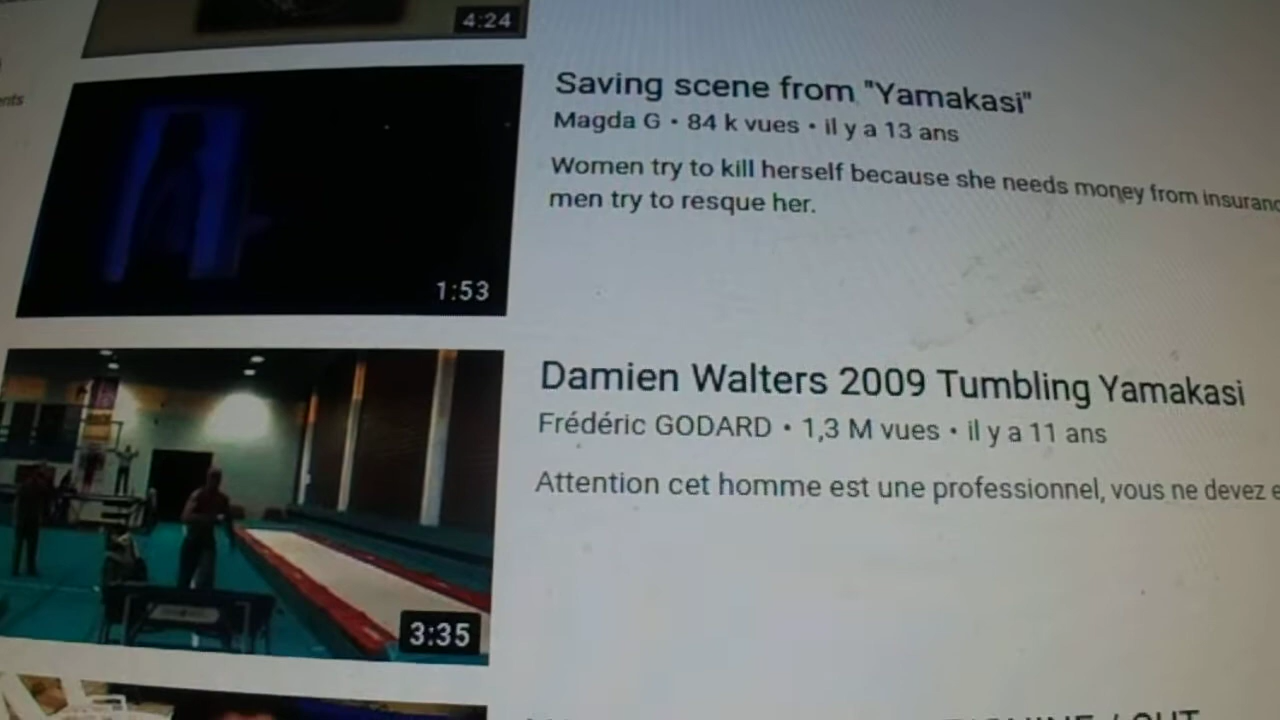 4:24
ents
Saving scene from "Yamakasi"
Magda G • 84 k vues • il y a 13 ans
Women try to kill herself because she needs money from insuranc
men try to resque her.
1:53
Damien Walters 2009 Tumbling Yamakasi
Frédéric GODARD • 1,3 M vues • il y a 11 ans
Attention cet homme est une professionnel, vous ne devez e
3:35